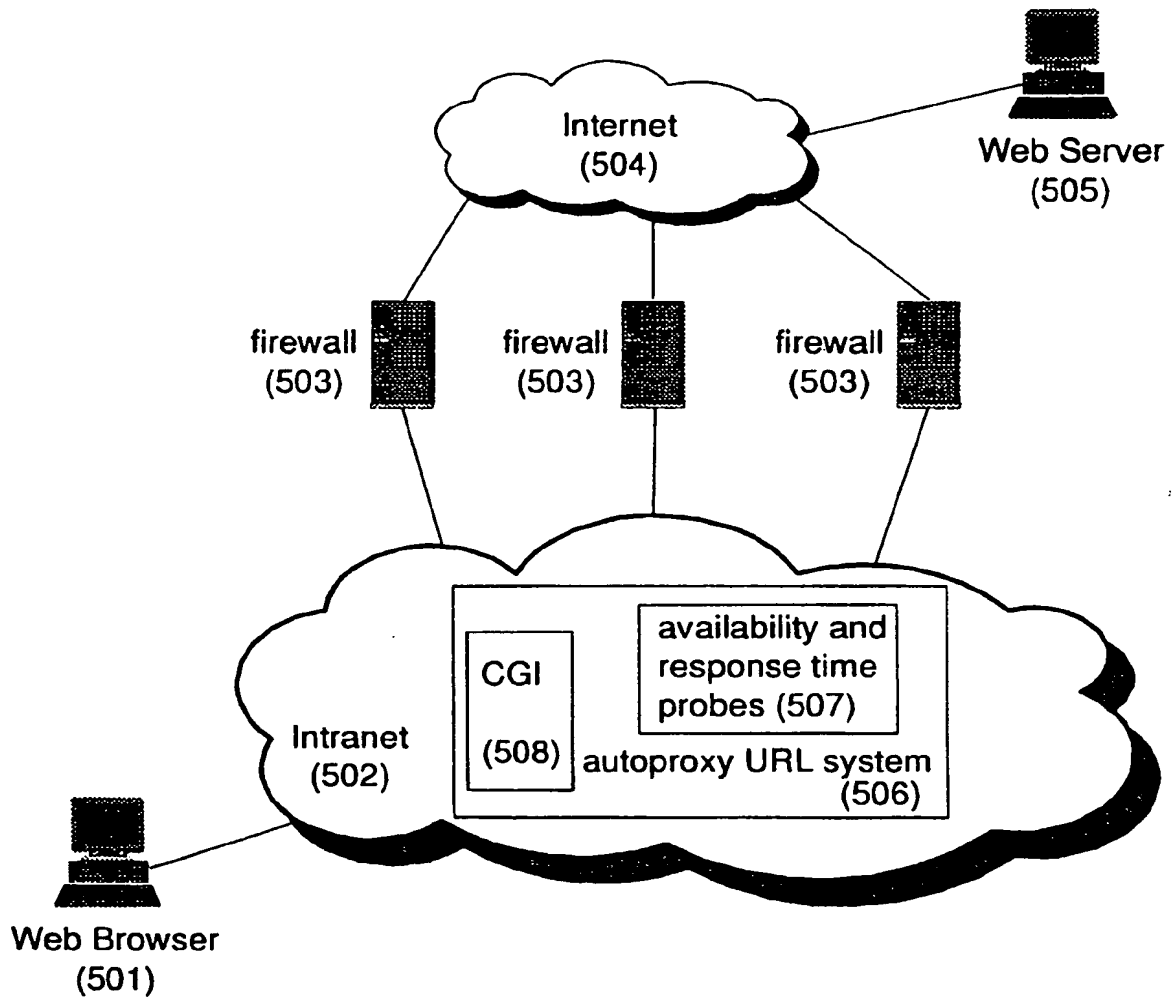 Internet
(504)
Web Server
(505)
firewall
(503)
firewall
(503)
firewall
(503)
availability and
response time
probes (507)
CGI
(508)
autoproxy URL system
(506)
Intranet
(502)
Web Browser
(501)